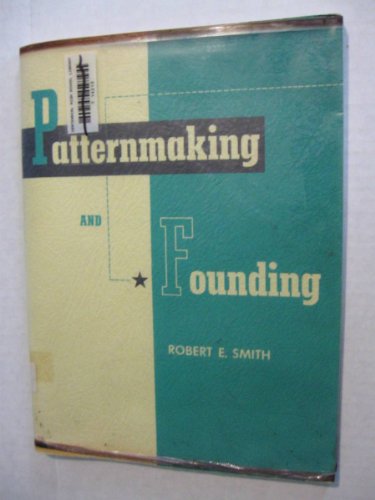 Patternmaking
AND
Founding
ROBERT E. SMITH